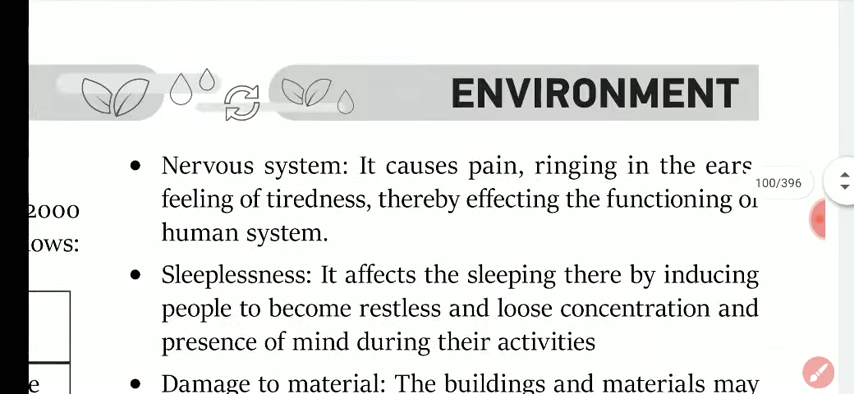 ENVIRONMENT
2000
ows:
e
• Nervous system: It causes pain, ringing in the ears
feeling of tiredness, thereby effecting the functioning of
human system.
• Sleeplessness: It affects the sleeping there by inducing
people to become restless and loose concentration and
presence of mind during their activities
• Damage to material: The buildings and materials may
100/396